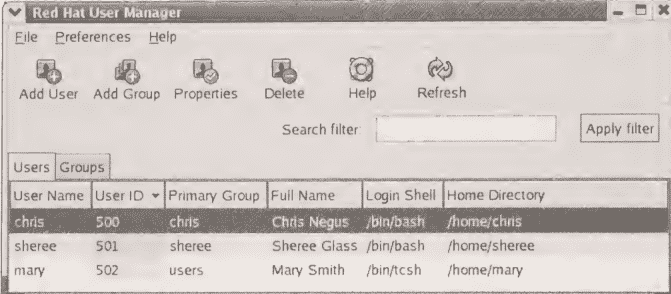 Red Hat User Manager
File Preferences Help
Add User Add Group Properties Delete Help Refresh
Search filter: Apply filter
Users Groups
User Name User ID Primary Group Full Name Login Shell Home Directory
chris 500 chris Chris Negus /bin/bash /home/chris
sheree 501 sheree Sheree Glass /bin/bash /home/sheree
mary 502 users Mary Smith /bin/tcsh /home/mary